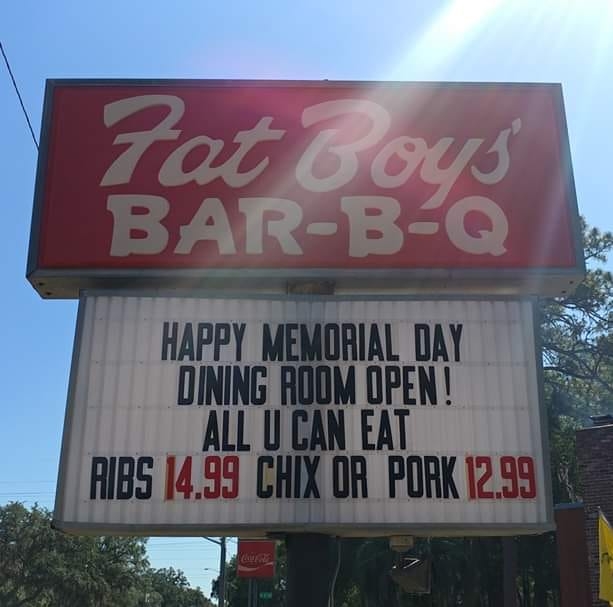 Fat Boys'
BAR-B-Q
HAPPY MEMORIAL DAY
DINING ROOM OPEN!
ALL U CAN EAT
RIBS 14.99 CHIX OR PORK 12.99
Coca-Cola